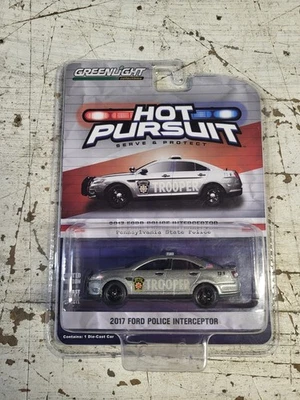 GREENLIGHT
HOT
PURSUIT
SERVE & PROTECT
TROOPER
2017 FORD POLICE INTERCEPTOR
Pennsylvania State Police
TROOPER
2017 FORD POLICE INTERCEPTOR
Contains: 1 Die-Cast Car